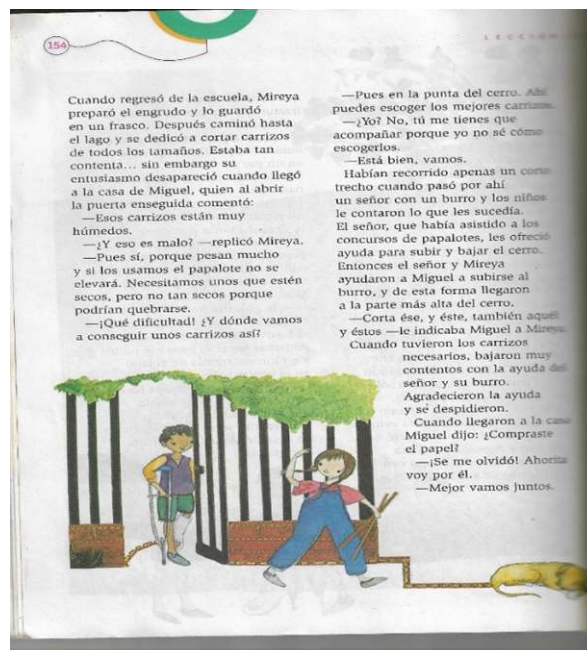 154
LECCIÓN
Cuando regresó de la escuela, Mireya
preparó el engrudo y lo guardó
en un frasco. Después caminó hasta
el lago y se dedicó a cortar carrizos
de todos los tamaños. Estaba tan
contenta... sin embargo su
entusiasmo desapareció cuando llegó
a la casa de Miguel, quien al abrir
la puerta enseguida comentó:
—Esos carrizos están muy
húmedos.
—¿Y eso es malo? —replicó Mireya.
—Pues sí, porque pesan mucho
y si los usamos el papalote no se
elevará. Necesitamos unos que estén
secos, pero no tan secos porque
podrían quebrarse.
—¡Qué dificultad! ¿Y dónde vamos
a conseguir unos carrizos así?
—Pues en la punta del cerro. Ahí
puedes escoger los mejores carrizos.
—¿Yo? No, tú me tienes que
acompañar porque yo no sé cómo
escogerlos.
—Está bien, vamos.
Habían recorrido apenas un corto
trecho cuando pasó por ahí
un señor con un burro y los niños
le contaron lo que les sucedía.
El señor, que había asistido a los
concursos de papalotes, les ofreció
ayuda para subir y bajar el cerro.
Entonces el señor y Mireya
ayudaron a Miguel a subirse al
burro, y de esta forma llegaron
a la parte más alta del cerro.
—Corta ése, y éste, también aquél
y éstos —le indicaba Miguel a Mireya.
Cuando tuvieron los carrizos
necesarios, bajaron muy
contentos con la ayuda del
señor y su burro.
Agradecieron la ayuda
y se despidieron.
Cuando llegaron a la casa
Miguel dijo: ¿Compraste
el papel?
—¡Se me olvidó! Ahorita
voy por él.
—Mejor vamos juntos.